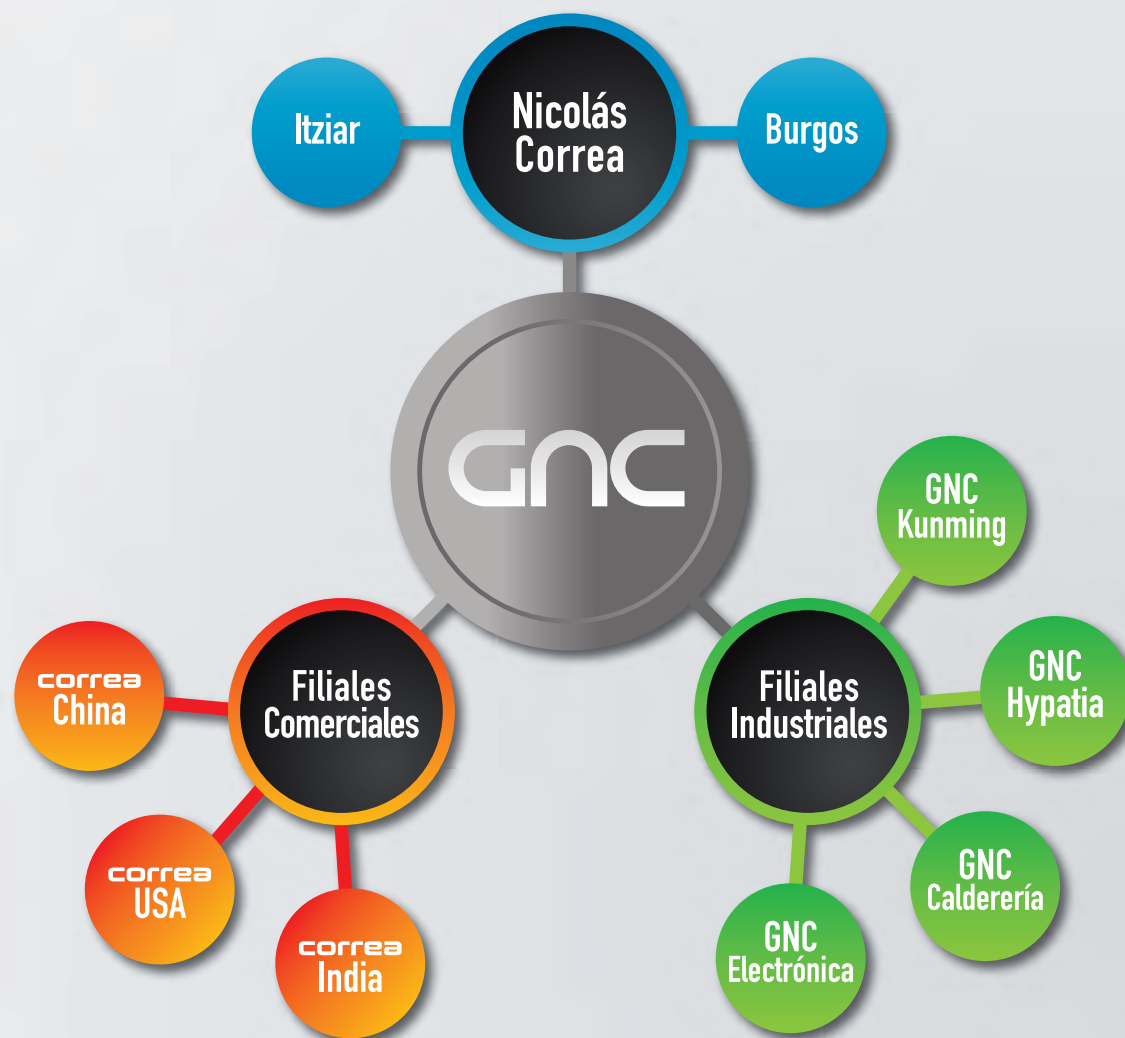 Itziar
Nicolás
Correa
Burgos
GNC
GNC
Kunming
Filiales
Comerciales
Filiales
Industriales
correa
China
GNC
Hypatia
correa
USA
GNC
Calderería
correa
India
GNC
Electrónica